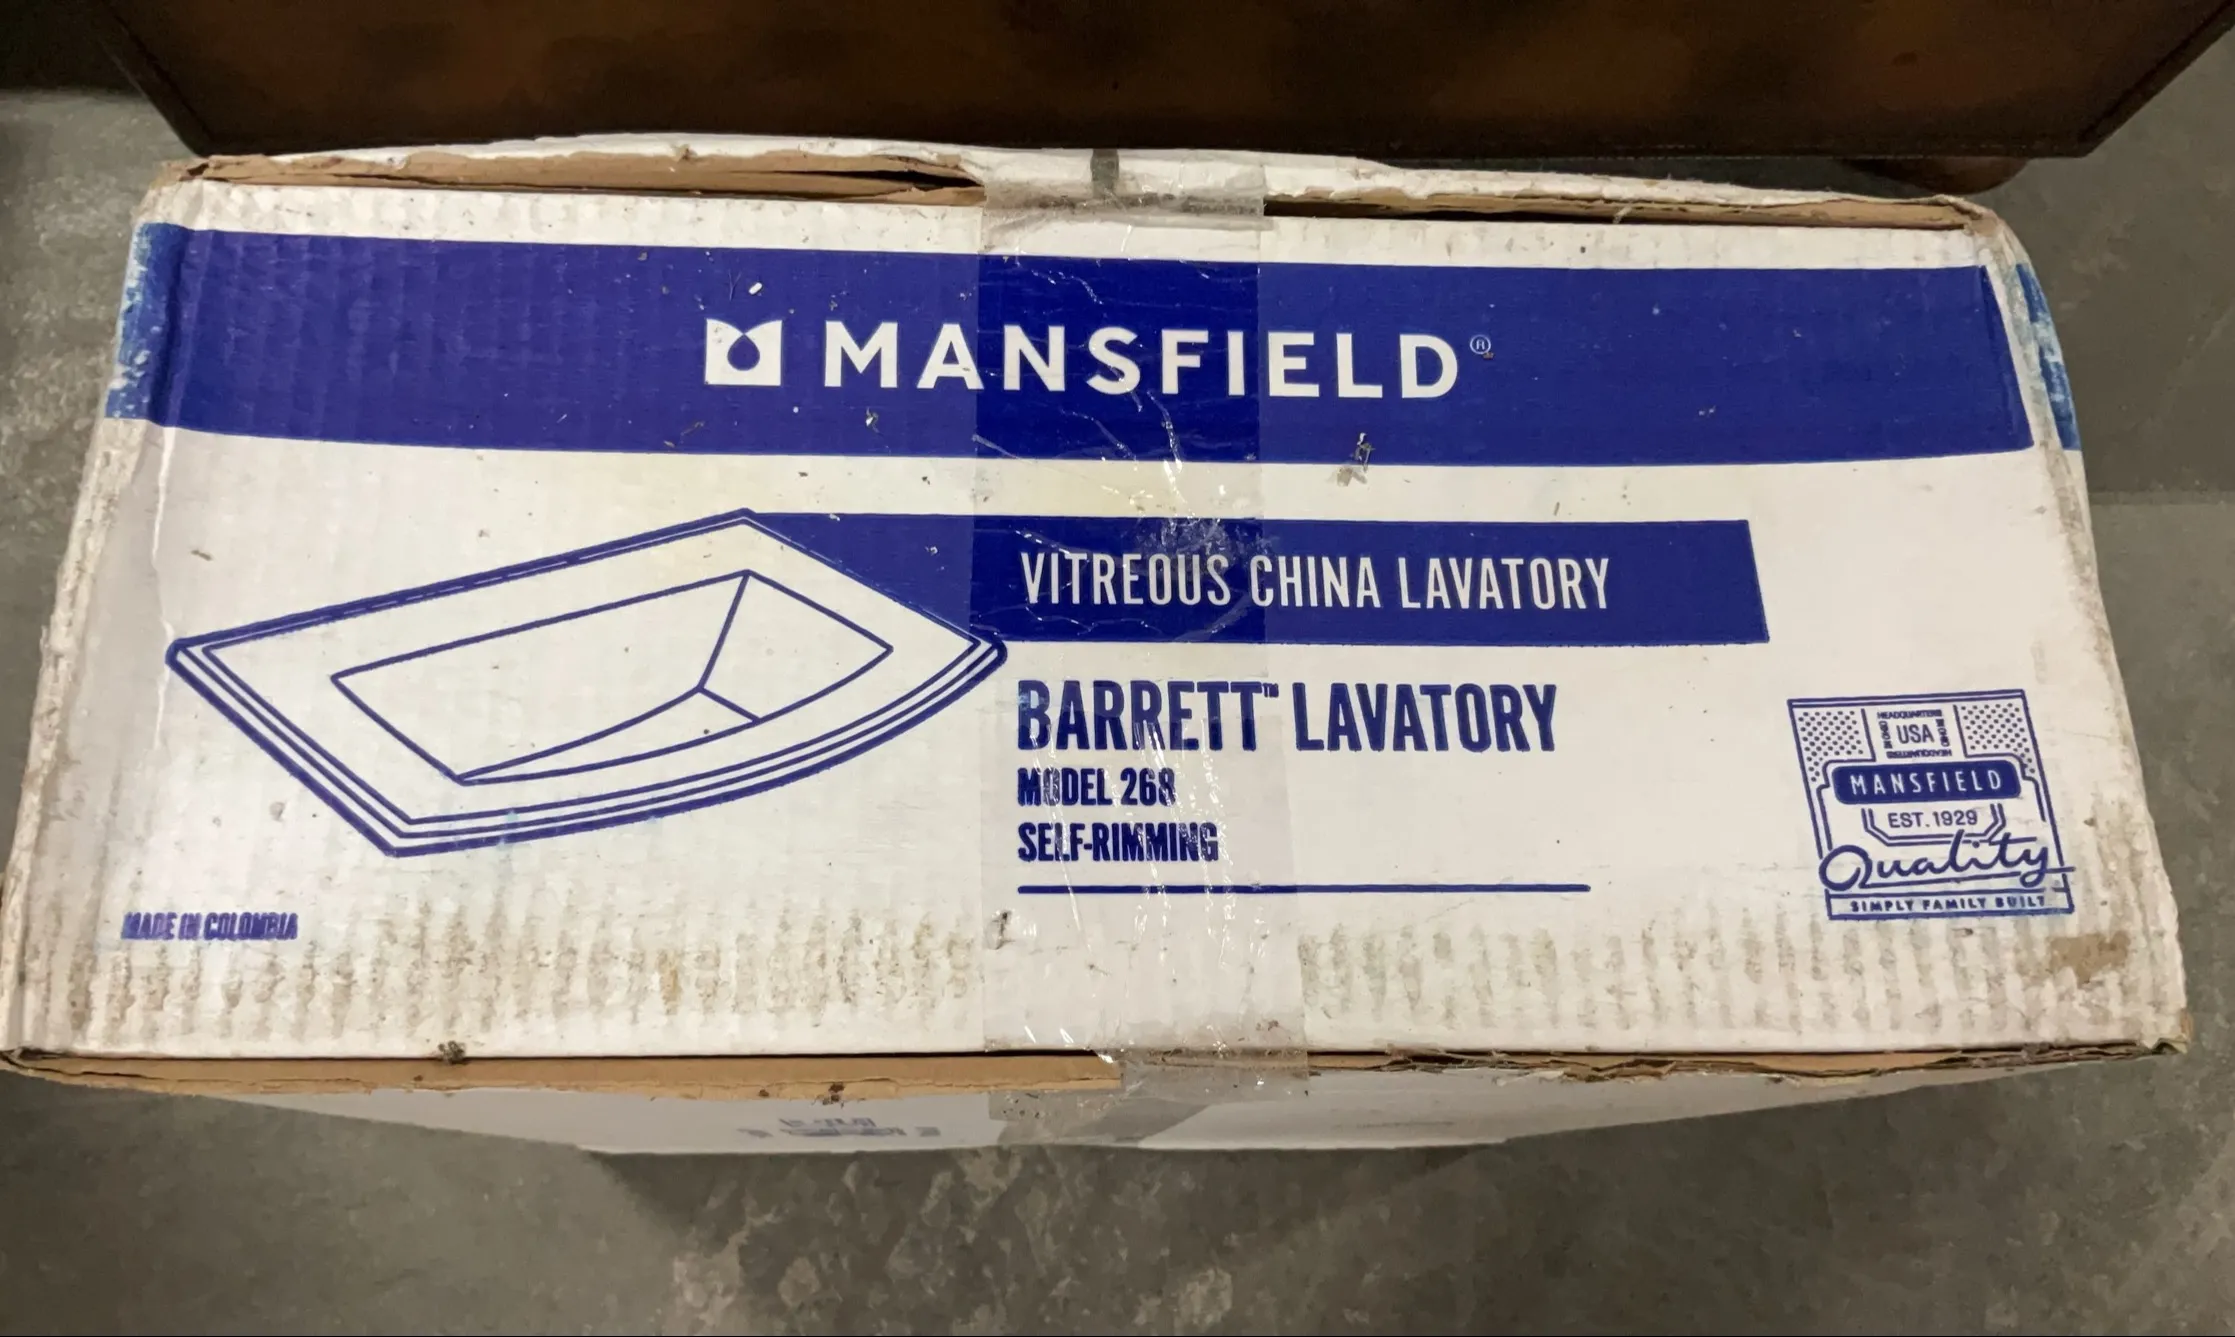 MANSFIELD®
VITREOUS CHINA LAVATORY
BARRETT™ LAVATORY
MODEL 268
SELF-RIMMING
MADE IN COLOMBIA
HEADQUARTERS
USA
MANSFIELD
EST. 1929
Quality
SIMPLY FAMILY BUILT